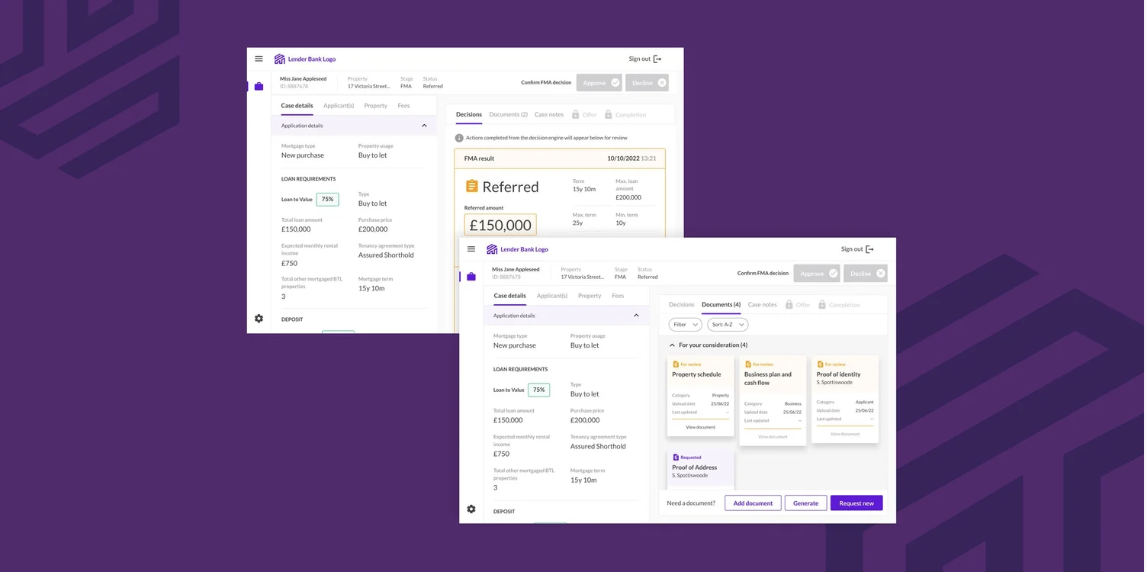 Lender Bank Logo
Sign out
Miss Jane Appleseed
ID: 8887678
Property
17 Victoria Street...
Stage
FMA
Status
Referred
Confirm FMA decision
Approve
Decline
Case details
Applicant(s)
Property
Fees
Application details
Mortgage type
New purchase
Property usage
Buy to let
LOAN REQUIREMENTS
Loan to Value
75%
Type
Buy to let
Total loan amount
£150,000
Purchase price
£200,000
Expected monthly rental
income
£750
Tenancy agreement type
Assured Shorthold
Total other mortgaged BTL
properties
3
Mortgage term
15y 10m
DEPOSIT
Decisions
Documents (2)
Case notes
Offer
Completion
Actions completed from the decision engine will appear below for review
FMA result
10/10/2022 13:21
Referred
Term
15y 10m
Max. loan
amount
£200,000
Referred amount
£150,000
Max. term
25y
Min. term
10y
Lender Bank Logo
Sign out
Miss Jane Appleseed
ID: 8887678
Property
17 Victoria Street...
Stage
FMA
Status
Referred
Confirm FMA decision
Approve
Decline
Case details
Applicant(s)
Property
Fees
Application details
Mortgage type
New purchase
Property usage
Buy to let
LOAN REQUIREMENTS
Loan to Value
75%
Type
Buy to let
Total loan amount
£150,000
Purchase price
£200,000
Expected monthly rental
income
£750
Tenancy agreement type
Assured Shorthold
Total other mortgaged BTL
properties
3
Mortgage term
15y 10m
DEPOSIT
Decisions
Documents (4)
Case notes
Offer
Completion
Filter
Sort: A-Z
For your consideration (4)
For review
Property schedule
Category Property
Upload date 25/06/22
Last updated --
View document
For review
Business plan and
cash flow
Category Business
Upload date 25/06/22
Last updated --
View document
For review
Proof of identity
S. Spottiswoode
Category Applicant
Upload date 25/06/22
Last updated --
View document
Requested
Proof of Address
S. Spottiswoode
Need a document?
Add document
Generate
Request new